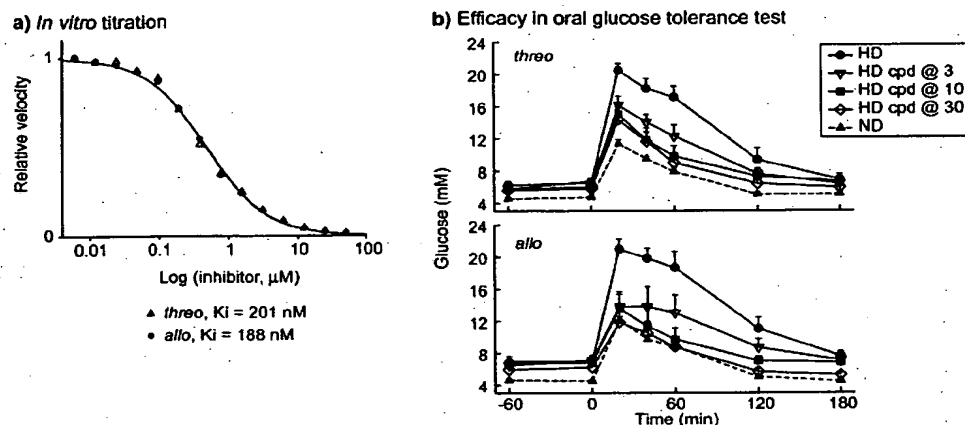 a) In vitro titration
1
0
Relative velocity
0.01
0.1
1
10
100
Log (inhibitor, μM)
▲ threo, Ki = 201 nM
● allo, Ki = 188 nM
b) Efficacy in oral glucose tolerance test
threo
24
20
16
12
8
4
HD
HD cpd @ 3
HD cpd @ 10
HD cpd @ 30
ND
Glucose (mM)
allo
24
20
16
12
8
4
-60
0
60
120
180
Time (min)